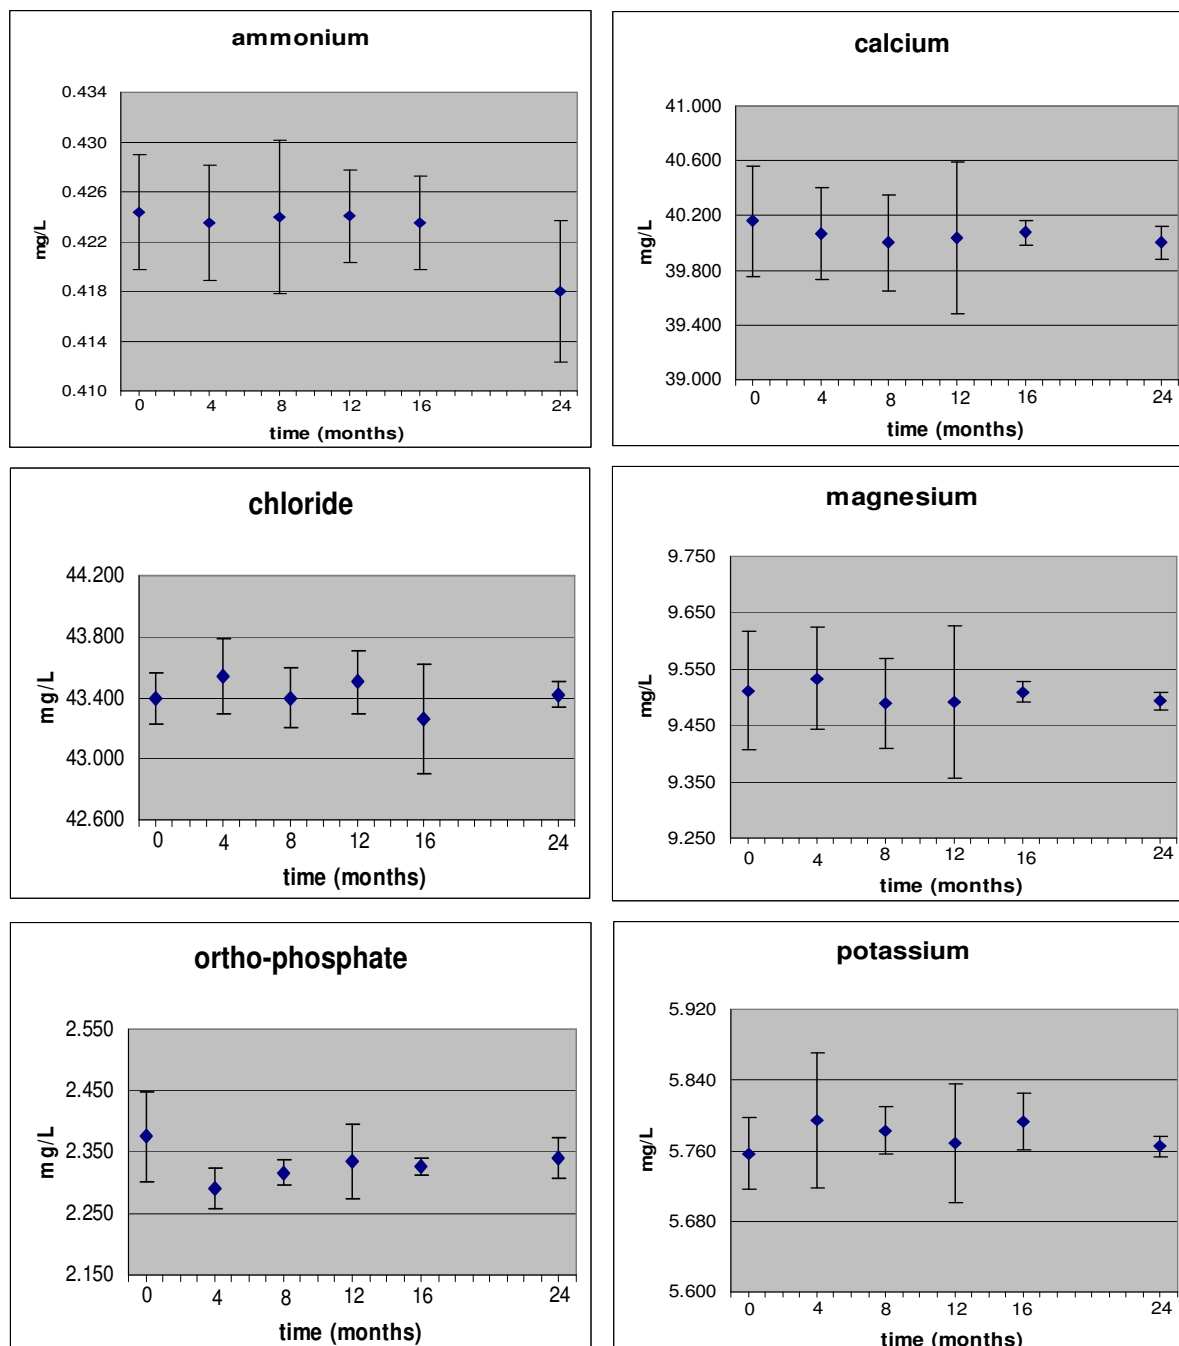 ammonium
0.434
0.430
0.426
0.422
0.418
0.414
0.410
mg/L
0 4 8 12 16 24
time (months)
calcium
41.000
40.600
40.200
39.800
39.400
39.000
mg/L
0 4 8 12 16 24
time (months)
chloride
44.200
43.800
43.400
43.000
42.600
mg/L
0 4 8 12 16 24
time (months)
magnesium
9.750
9.650
9.550
9.450
9.350
9.250
mg/L
0 4 8 12 16 24
time (months)
ortho-phosphate
2.550
2.450
2.350
2.250
2.150
mg/L
0 4 8 12 16 24
time (months)
potassium
5.920
5.840
5.760
5.680
5.600
mg/L
0 4 8 12 16 24
time (months)